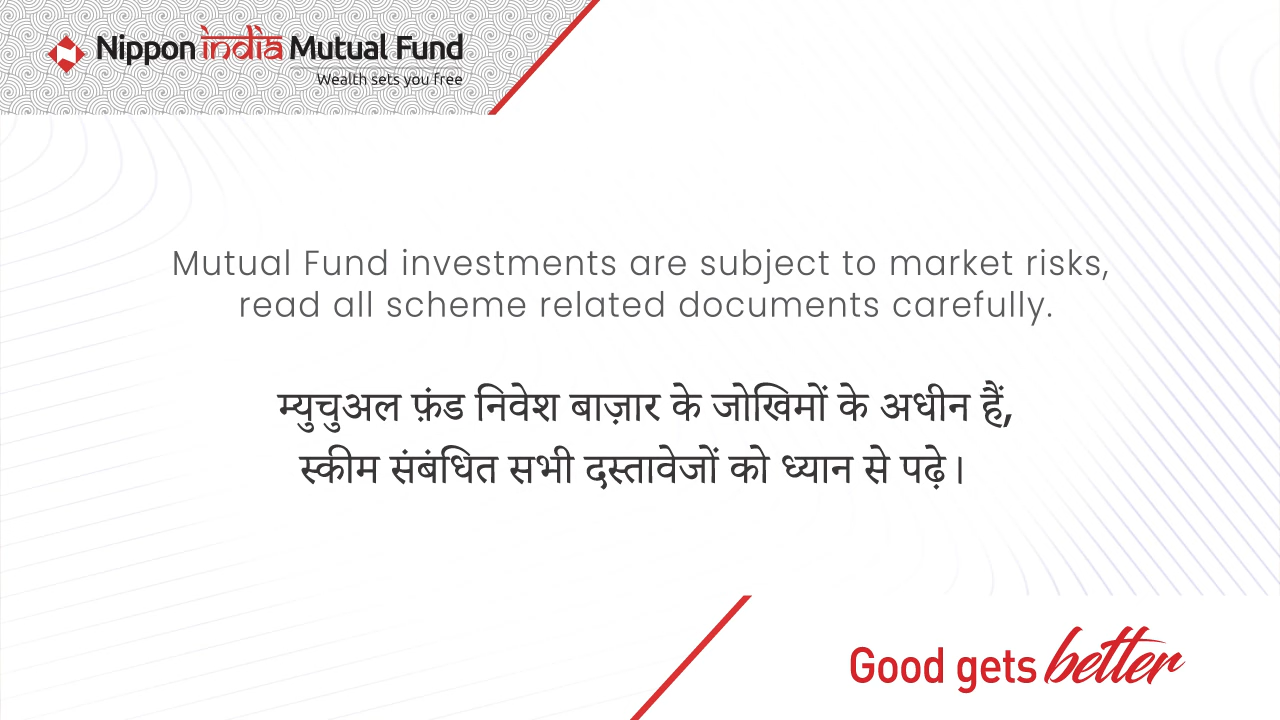 Nippon india Mutual Fund
Wealth sets you free
Mutual Fund investments are subject to market risks,
read all scheme related documents carefully.
म्युचुअल फ़ंड निवेश बाज़ार के जोखिमों के अधीन हैं,
स्कीम संबंधित सभी दस्तावेजों को ध्यान से पढ़े।
Good gets better